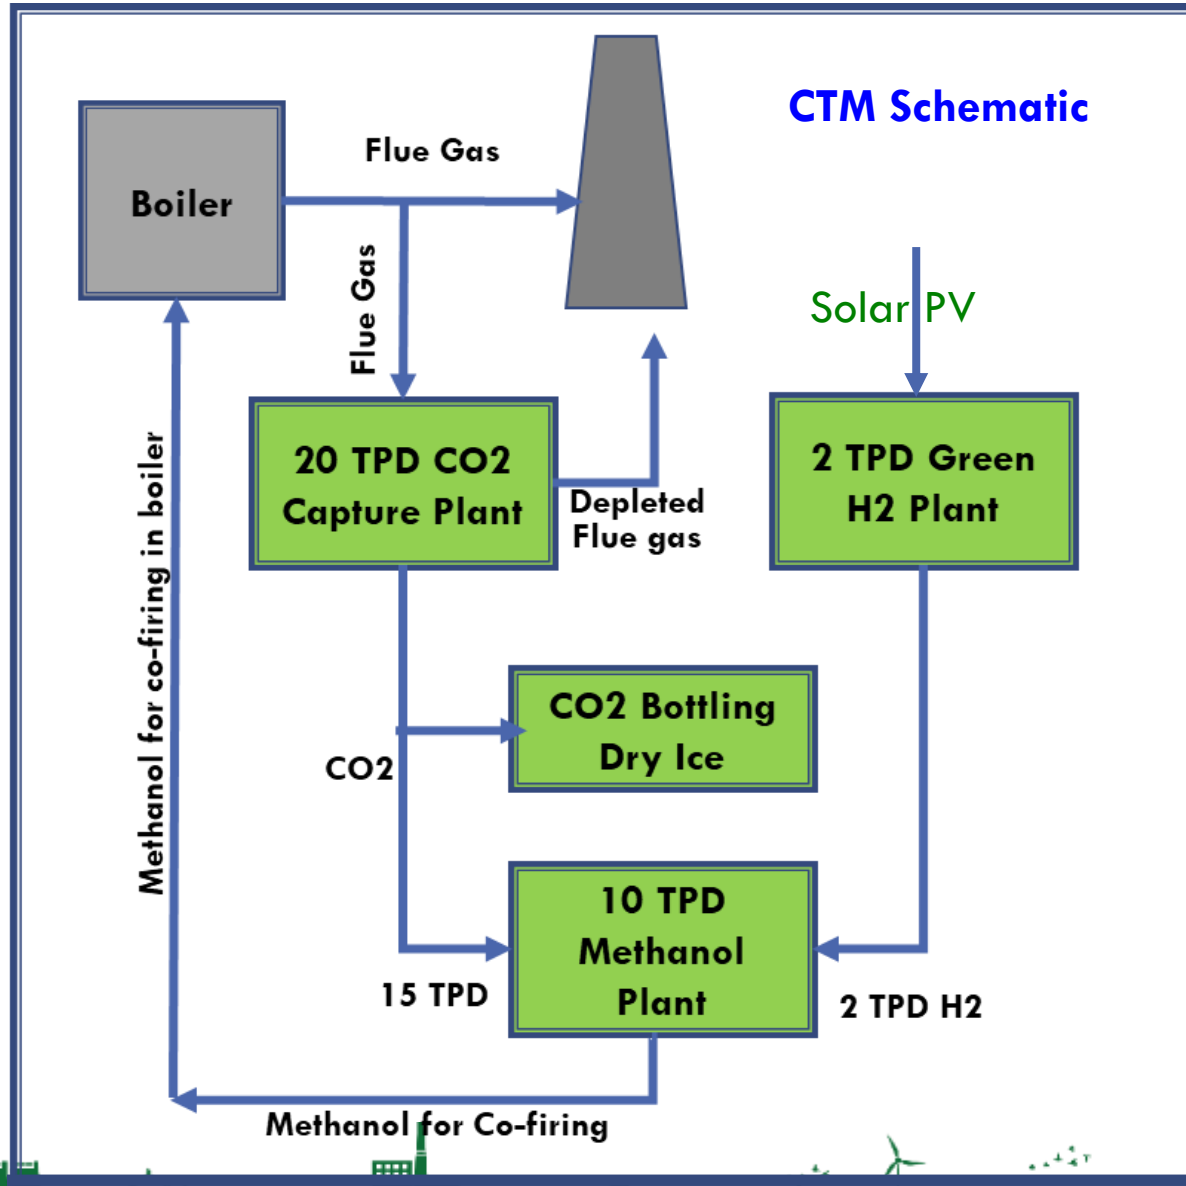 CTM Schematic
Flue Gas
Boiler
Flue Gas
Solar PV
20 TPD CO2
Capture Plant
2 TPD Green
H2 Plant
Depleted
Flue gas
Methanol for co-firing in boiler
CO2 Bottling
Dry Ice
CO2
10 TPD
Methanol
Plant
15 TPD
2 TPD H2
Methanol for Co-firing